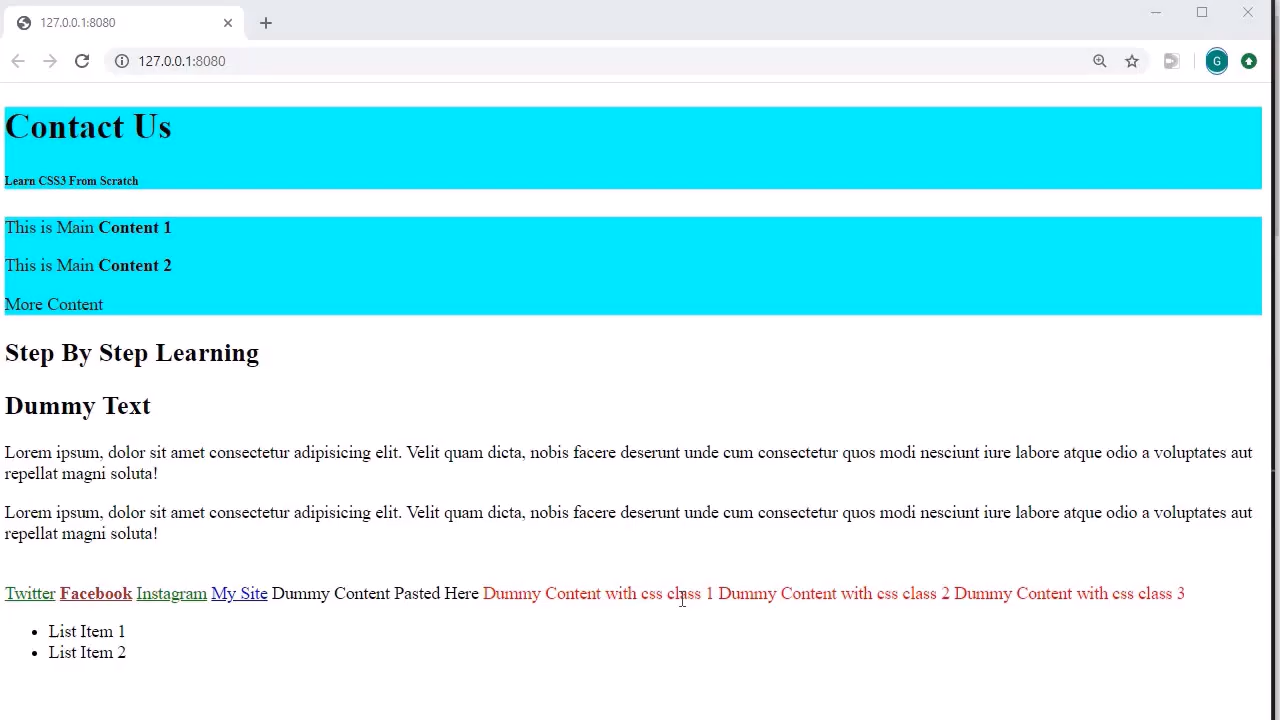 127.0.0.1:8080
127.0.0.1:8080
G
Contact Us
Learn CSS3 From Scratch
This is Main Content 1
This is Main Content 2
More Content
Step By Step Learning
Dummy Text
Lorem ipsum, dolor sit amet consectetur adipisicing elit. Velit quam dicta, nobis facere deserunt unde cum consectetur quos modi nesciunt iure labore atque odio a voluptates aut
repellat magni soluta!
Lorem ipsum, dolor sit amet consectetur adipisicing elit. Velit quam dicta, nobis facere deserunt unde cum consectetur quos modi nesciunt iure labore atque odio a voluptates aut
repellat magni soluta!
Twitter Facebook Instagram My Site Dummy Content Pasted Here Dummy Content with css class 1 Dummy Content with css class 2 Dummy Content with css class 3
• List Item 1
• List Item 2